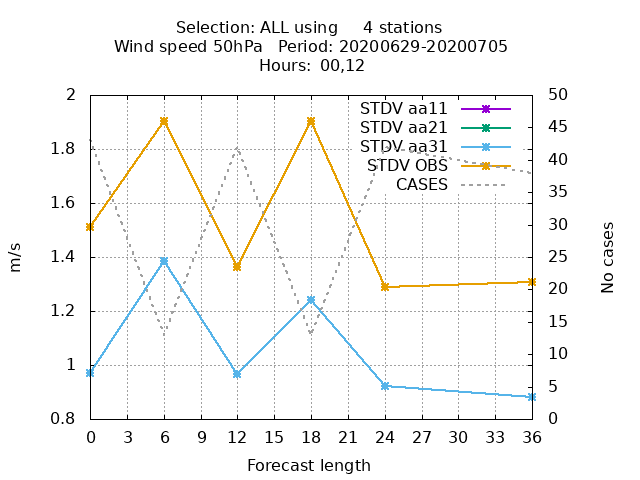 Selection: ALL using     4 stations
Wind speed 50hPa   Period: 20200629-20200705
Hours: 00,12
STDV aa11
STDV aa21
STDV aa31
STDV OBS
CASES
2
1.8
1.6
1.4
1.2
1
0.8
m/s
50
45
40
35
30
25
20
15
10
5
0
No cases
0 3 6 9 12 15 18 21 24 27 30 33 36
Forecast length